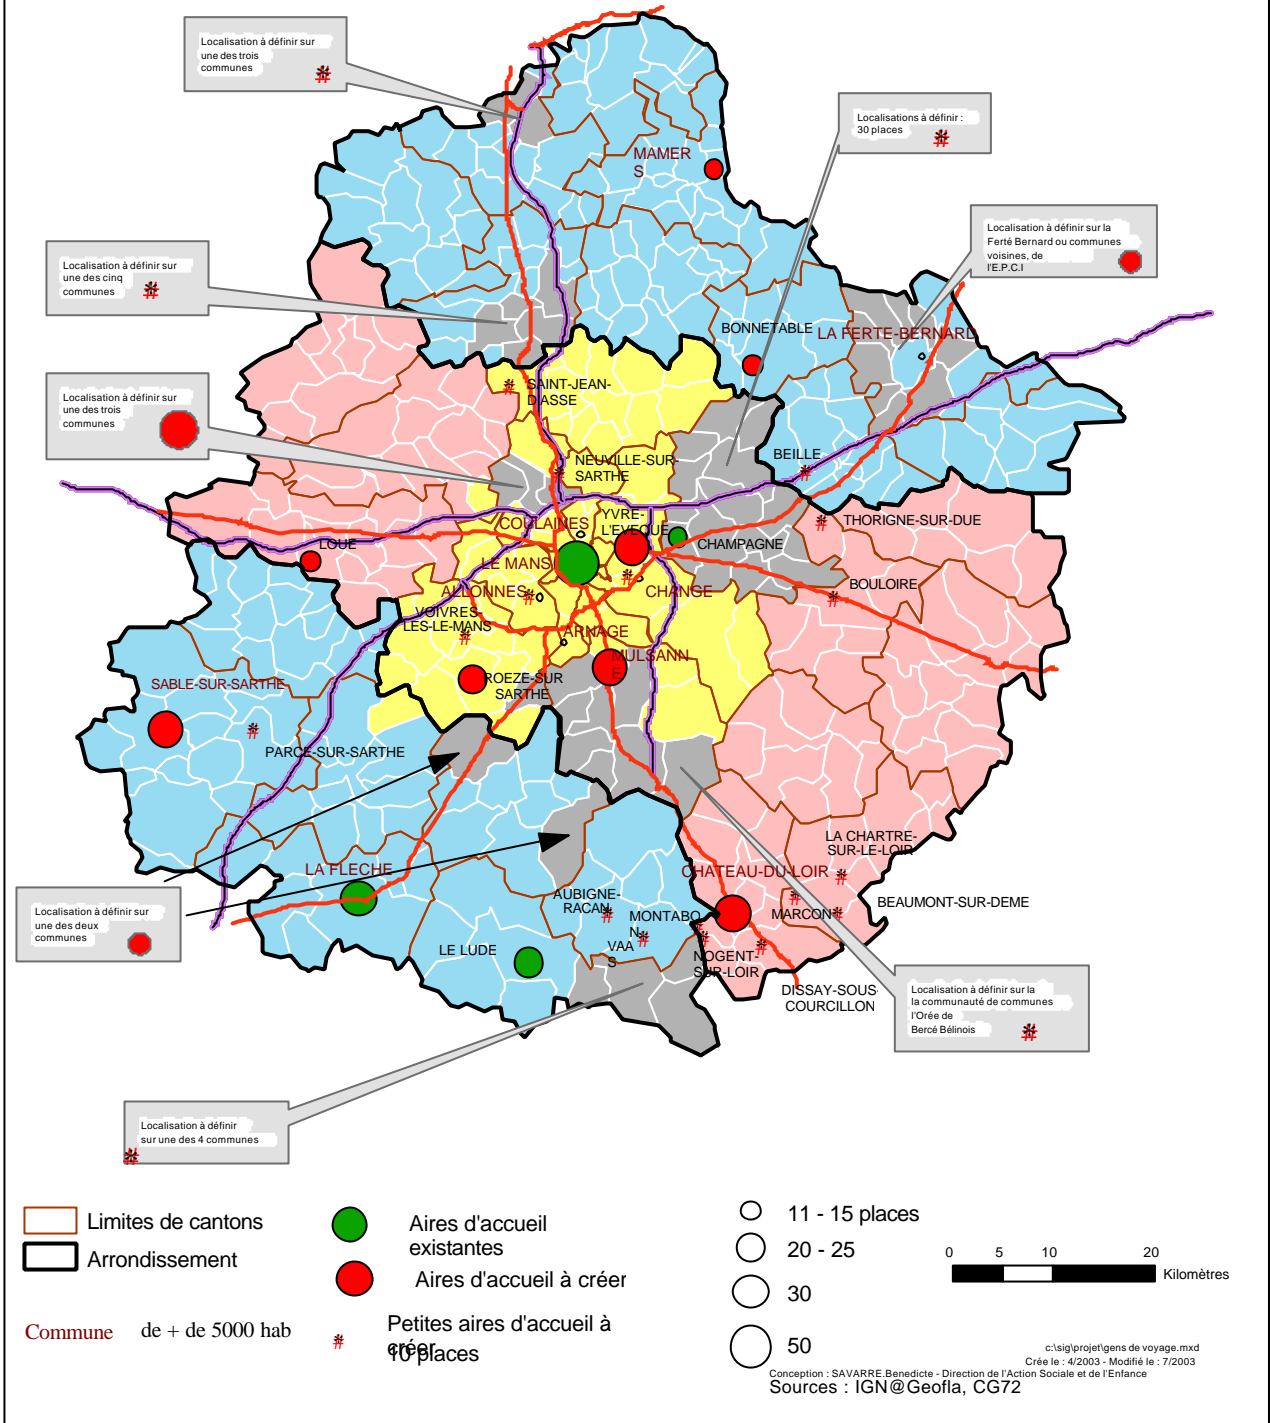 Localisation à définir sur
une des trois
communes
Localisations à définir :
30 places
MAMER
S
Localisation à définir sur la
Ferté Bernard ou communes
voisines, de
l'E.P.C.I
Localisation à définir sur
une des cinq
communes
BONNETABLE
LA FERTE-BERNARD
Localisation à définir sur
une des trois
communes
SAINT-JEAN-
D'ASSE
NEUVILLE-SUR-
SARTHE
BEILLE
COULAINES
YVRE-
L'EVEQUE
THORIGNE-SUR-DUE
CHAMPAGNE
LOUE
LE MANS
ALLONNES
CHANGE
BOULOIRE
VOIVRES-
LES-LE-MANS
ARNAGE
MULSANN
E
SABLE-SUR-SARTHE
ROEZE-SUR
SARTHE
PARCE-SUR-SARTHE
LA CHARTRE-
SUR-LE-LOIR
LA FLECHE
CHATEAU-DU-LOIR
AUBIGNE-
RACAN
MONTABO
N
MARCON
BEAUMONT-SUR-DEME
Localisation à définir sur
une des deux
communes
LE LUDE
VAA
S
NOGENT-
SUR-LOIR
DISSAY-SOUS-
COURCILLON
Localisation à définir sur la
la communauté de communes
l'Orée de
Bercé Bélinois
Localisation à définir
sur une des 4 communes
Limites de cantons
Arrondissement
Commune de + de 5000 hab
Aires d'accueil
existantes
Aires d'accueil à créer
Petites aires d'accueil à
créer
10 places
11 - 15 places
20 - 25
30
50
0 5 10 20
Kilomètres
c:\sig\projet\gens de voyage.mxd
Crée le : 4/2003 - Modifié le : 7/2003
Conception : SAVARRE.Benedicte - Direction de l'Action Sociale et de l'Enfance
Sources : IGN@Geofla, CG72